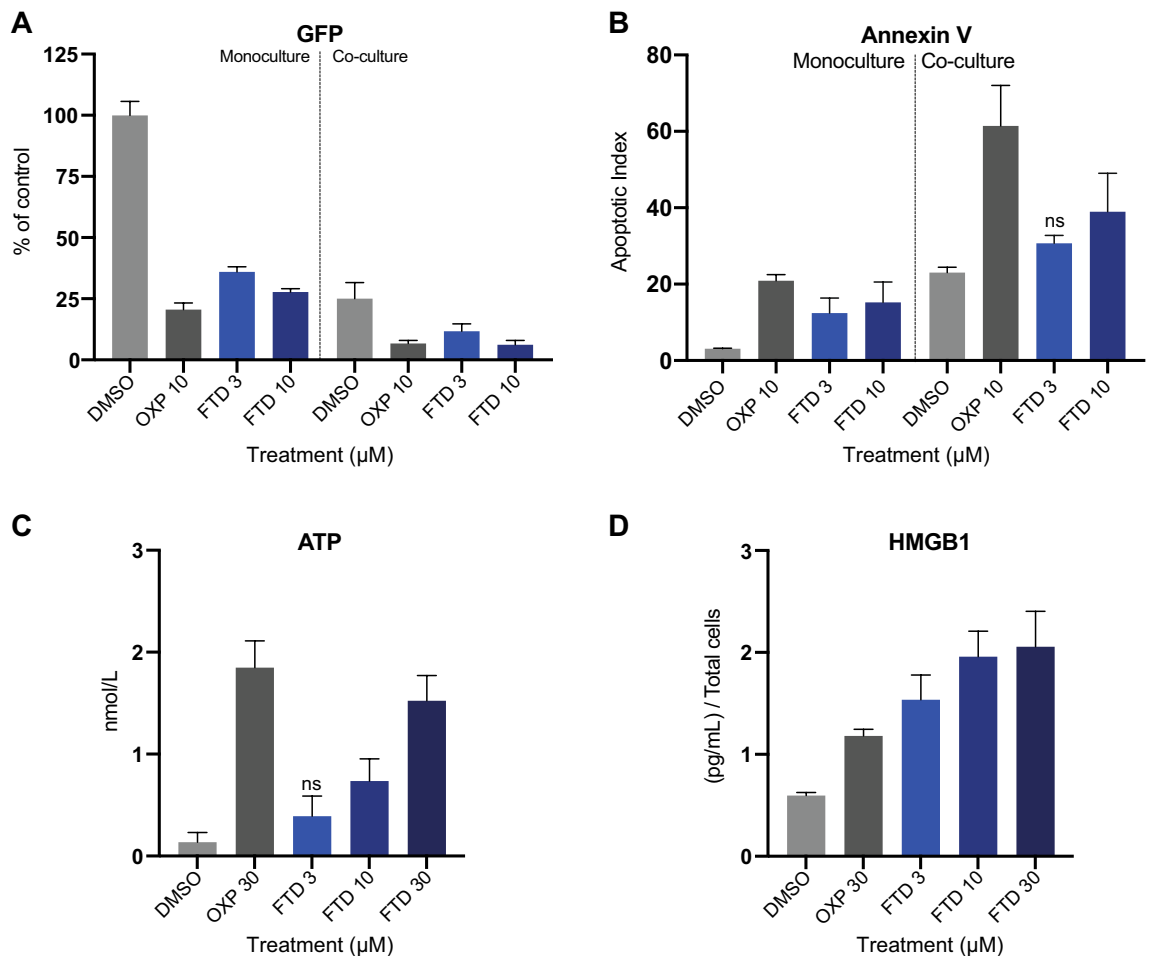 A
GFP
125
100
75
50
25
0
% of control
Monoculture
Co-culture
DMSO
OXP 10
FTD 3
FTD 10
DMSO
OXP 10
FTD 3
FTD 10
Treatment (µM)
B
Annexin V
80
60
40
20
0
Apoptotic Index
Monoculture
Co-culture
ns
DMSO
OXP 10
FTD 3
FTD 10
DMSO
OXP 10
FTD 3
FTD 10
Treatment (µM)
C
ATP
3
2
1
0
nmol/L
ns
DMSO
OXP 30
FTD 3
FTD 10
FTD 30
Treatment (µM)
D
HMGB1
3
2
1
0
(pg/mL) / Total cells
DMSO
OXP 30
FTD 3
FTD 10
FTD 30
Treatment (µM)